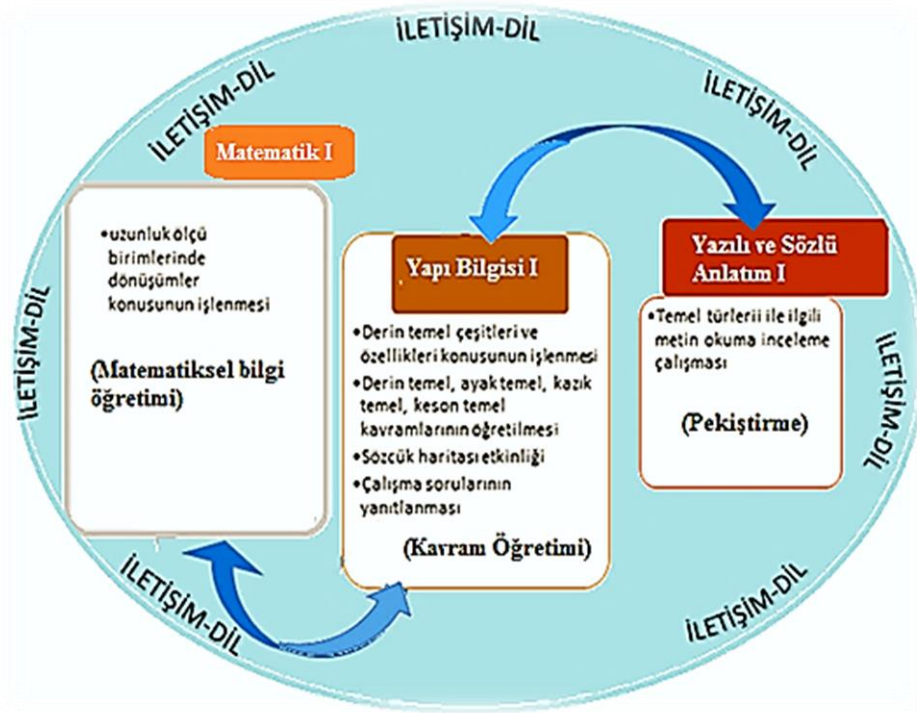 İLETİŞİM-DİL
İLETİŞİM-DİL
İLETİŞİM-DİL
İLETİŞİM-DİL
Matematik I
•uzunluk ölçü
birimlerinde
dönüşümler
konusunun işlenmesi
(Matematiksel bilgi
öğretimi)
Yapı Bilgisi I
•Derin temel çeşitleri ve
özellikleri konusunun işlenmesi
•Derin temel, ayak temel, kazık
temel, keson temel
kavramlarının öğretilmesi
•Sözcük haritası etkinliği
•Çalışma sorularının
yanıtlanması
(Kavram Öğretimi)
Yazılı ve Sözlü
Anlatım I
•Temel türlerii ile ilgili
metin okuma inceleme
çalışması
(Pekiştirme)
İLETİŞİM-DİL
İLETİŞİM-DİL
İLETİŞİM-DİL